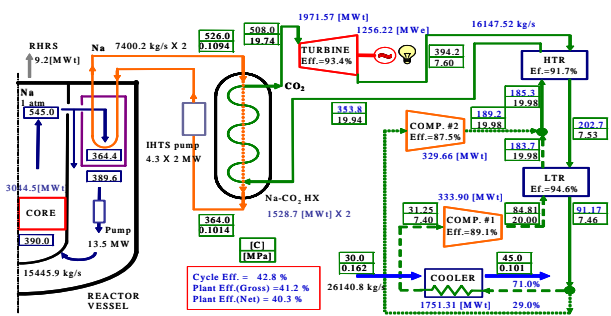 RHRS
9.2[MWt]
Na
7400.2 kg/s X 2
526.0
0.1094
508.0
19.74
1971.57 [MWt]
1256.22 [MWe]
TURBINE
Eff.=93.4%
394.2
7.60
16147.52 kg/s
HTR
Ef.=91.7%
Na
1 atm
545.0
364.4
389.6
3044.5[MWt]
CORE
390.0
Pump
13.5 MW
15445.9 kg/s
REACTOR
VESSEL
IHTS pump
4.3 X 2 MW
CO₂
353.8
19.94
Na-CO₂ HX
1528.7 [MWt] X 2
364.0
0.1014
[C]
[MPa]
Cycle Eff. = 42.8 %
Plant Eff.(Gross) =41.2 %
Plant Eff.(Net) = 40.3 %
COMP. #2
Eff.=87.5%
329.66 [MWt]
185.3
19.98
189.2
19.98
183.7
19.98
202.7
7.53
LTR
Ef.=94.6%
333.90 [MWt]
31.25
7.40
COMP. #1
Eff.=89.1%
84.81
20.00
91.17
7.46
30.0
0.162
26140.8 kg/s
COOLER
45.0
0.101
1751.31 [MWt]
71.0%
29.0%